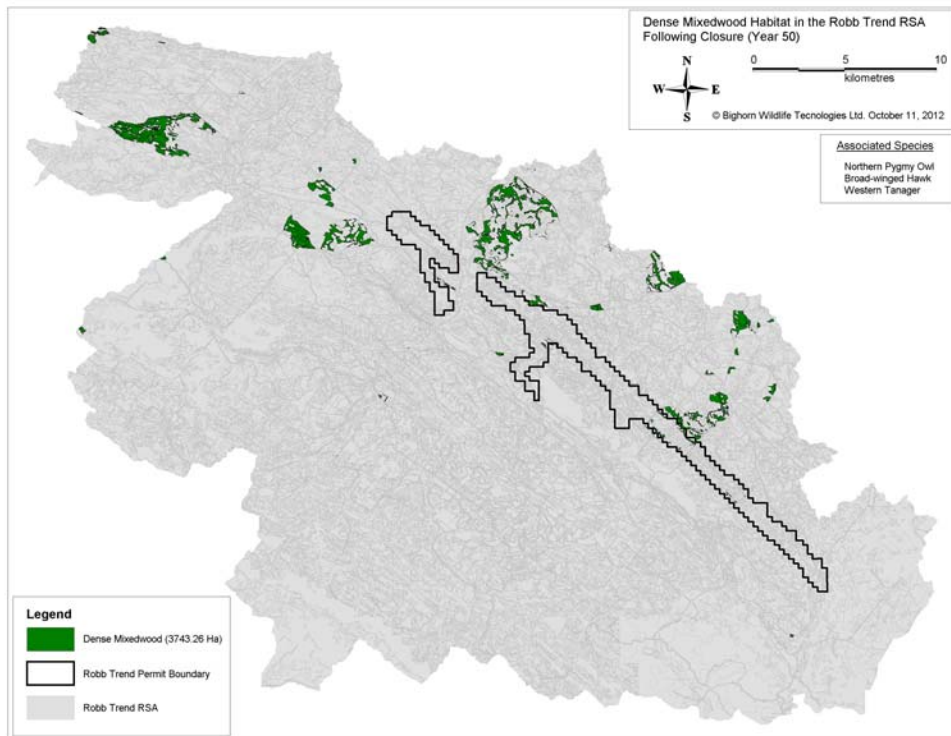 Dense Mixedwood Habitat in the Robb Trend RSA
Following Closure (Year 50)
N
W E
S
0 5 10
kilometres
© Bighorn Wildlife Tecnologies Ltd. October 11, 2012
Associated Species
Northern Pygmy Owl
Broad-winged Hawk
Western Tanager
Legend
Dense Mixedwood (3743.26 Ha)
Robb Trend Permit Boundary
Robb Trend RSA